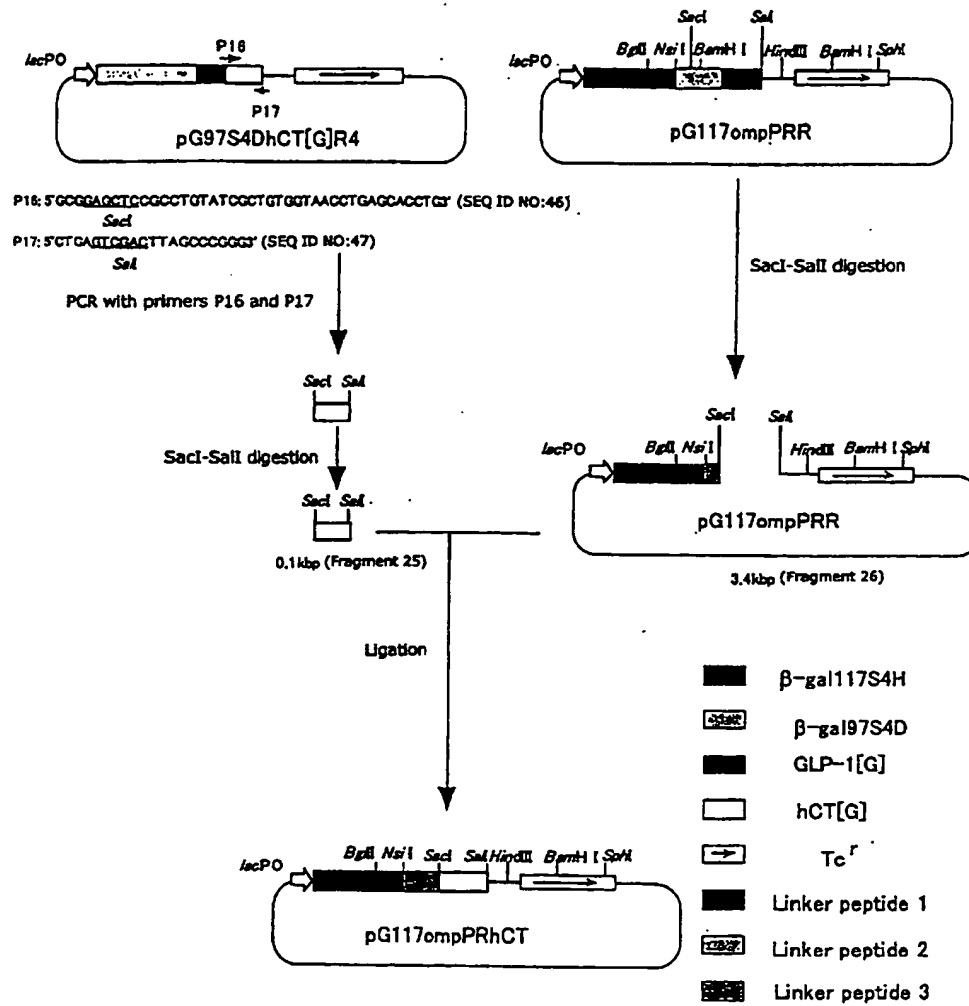 SacI SalI
BglII NsiI BamHI HindIII BamHI SphI
lacPO
P16
P17
pG97S4DhCT[G]R4
lacPO
pG117ompPRR
P16: 5'GCGGAGCTCCGCCTGTATCGCTGTGGTAACCTGAGCACCTG3' (SEQ ID NO:46)
SacI
P17: 5'CTGAGTCGACTTAGCCCGGG3' (SEQ ID NO:47)
SalI
PCR with primers P16 and P17
SacI-SalI digestion
SacI SalI
SacI-SalI digestion
SacI SalI
0.1kbp (Fragment 25)
SacI SalI
lacPO BglII NsiI HindIII BamHI SphI
pG117ompPRR
3.4kbp (Fragment 26)
Ligation
lacPO BglII NsiI SacI SalI HindIII BamHI SphI
pG117ompPRhCT
β-gal117S4H
β-gal97S4D
GLP-1[G]
hCT[G]
Tc r
Linker peptide 1
Linker peptide 2
Linker peptide 3